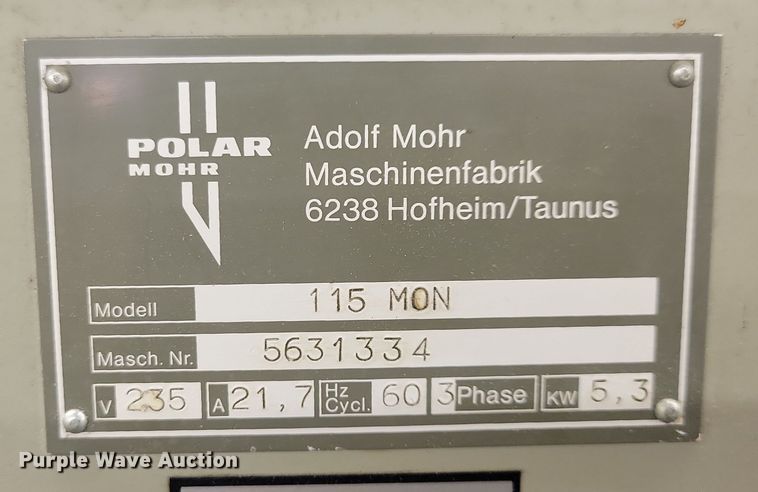 POLAR
MOHR
Adolf Mohr
Maschinenfabrik
6238 Hofheim/Taunus
Modell 115 MON
Masch. Nr. 5631334
V 235 A 21,7 Hz Cycl. 60 3 Phase KW 5,3
Purple Wave Auction